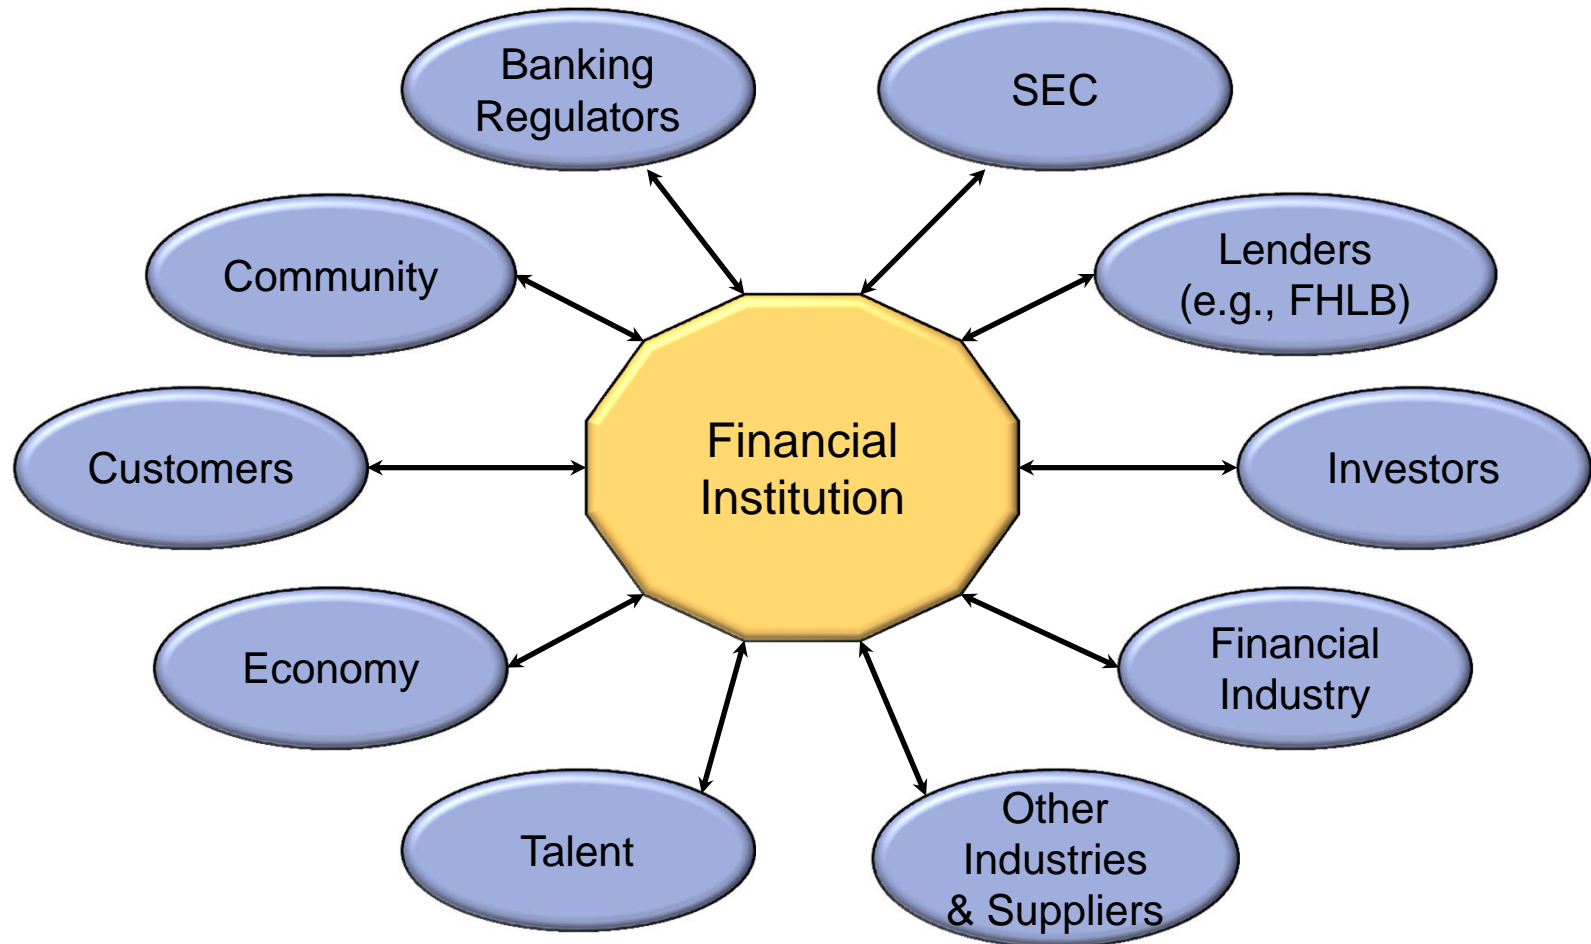 Banking
Regulators
SEC
Community
Lenders
(e.g., FHLB)
Customers
Financial
Institution
Investors
Economy
Financial
Industry
Talent
Other
Industries
& Suppliers